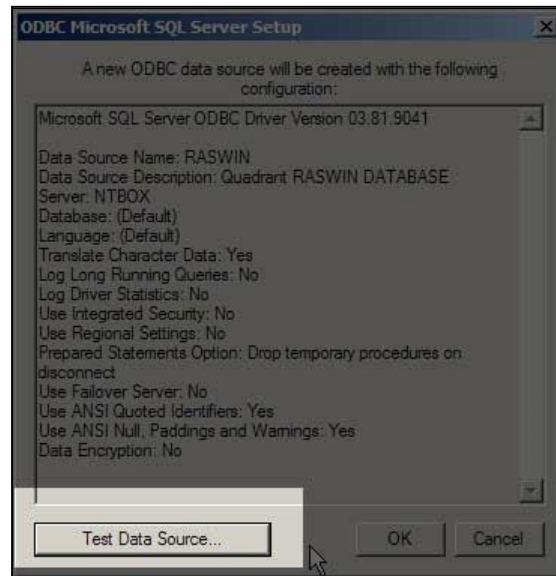 ODBC Microsoft SQL Server Setup
A new ODBC data source will be created with the following
configuration:
Microsoft SQL Server ODBC Driver Version 03.81.9041
Data Source Name: RASWIN
Data Source Description: Quadrant RASWIN DATABASE
Server: NTBOX
Database: (Default)
Language: (Default)
Translate Character Data: Yes
Log Long Running Queries: No
Log Driver Statistics: No
Use Integrated Security: No
Use Regional Settings: No
Prepared Statements Option: Drop temporary procedures on
disconnect
Use Failover Server: No
Use ANSI Quoted Identifiers: Yes
Use ANSI Null, Paddings and Warnings: Yes
Data Encryption: No
Test Data Source... OK Cancel